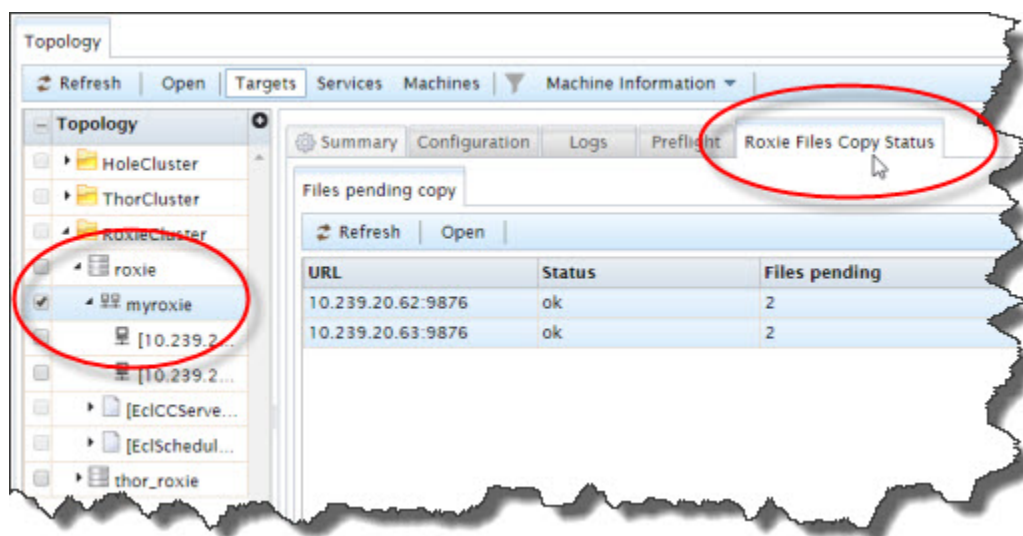 Topology
Refresh Open Targets Services Machines Machine Information
Topology
HoleCluster
ThorCluster
RoxieCluster
roxie
myroxie
[10.239.2...
[10.239.2...
[EclCCServe...
[EclSchedul...
thor_roxie
Summary Configuration Logs Preflight Roxie Files Copy Status
Files pending copy
Refresh Open
URL Status Files pending
10.239.20.62:9876 ok 2
10.239.20.63:9876 ok 2